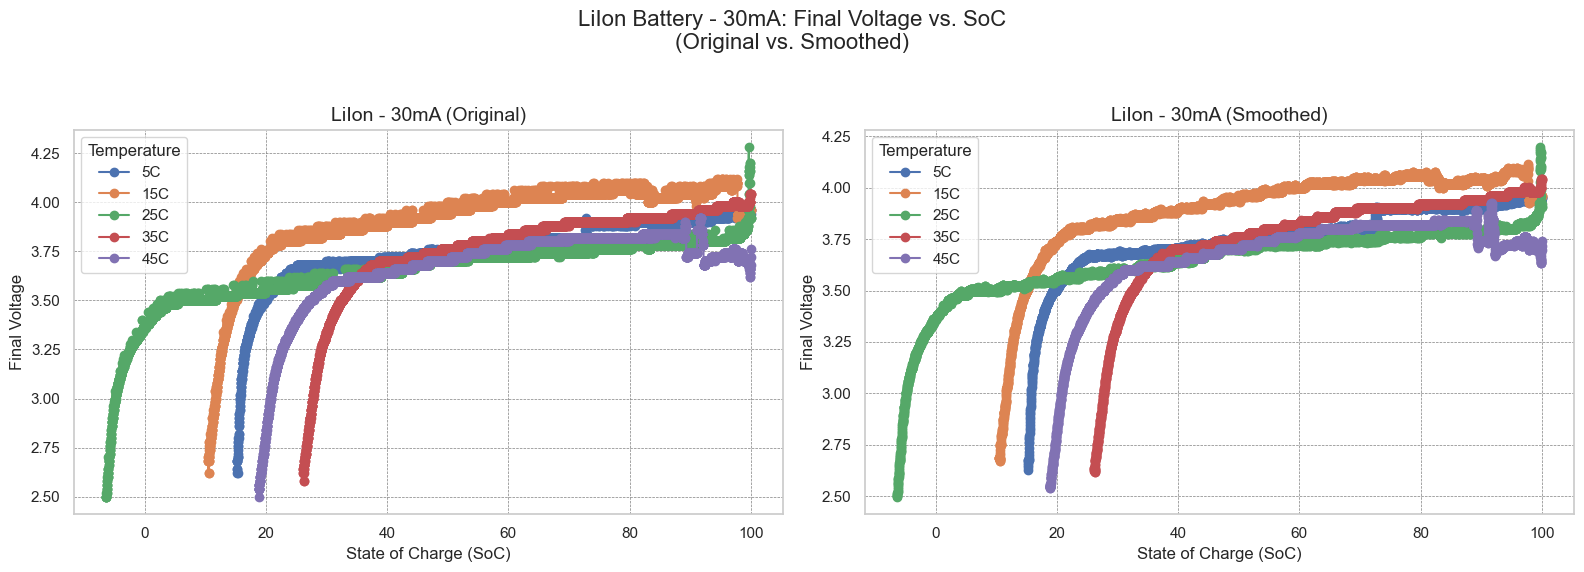 LiIon Battery - 30mA: Final Voltage vs. SoC
(Original vs. Smoothed)
LiIon - 30mA (Original)
Final Voltage
4.25
4.00
3.75
3.50
3.25
3.00
2.75
2.50
Temperature
5C
15C
25C
35C
45C
0 20 40 60 80 100
State of Charge (SoC)
LiIon - 30mA (Smoothed)
Final Voltage
4.25
4.00
3.75
3.50
3.25
3.00
2.75
2.50
Temperature
5C
15C
25C
35C
45C
0 20 40 60 80 100
State of Charge (SoC)